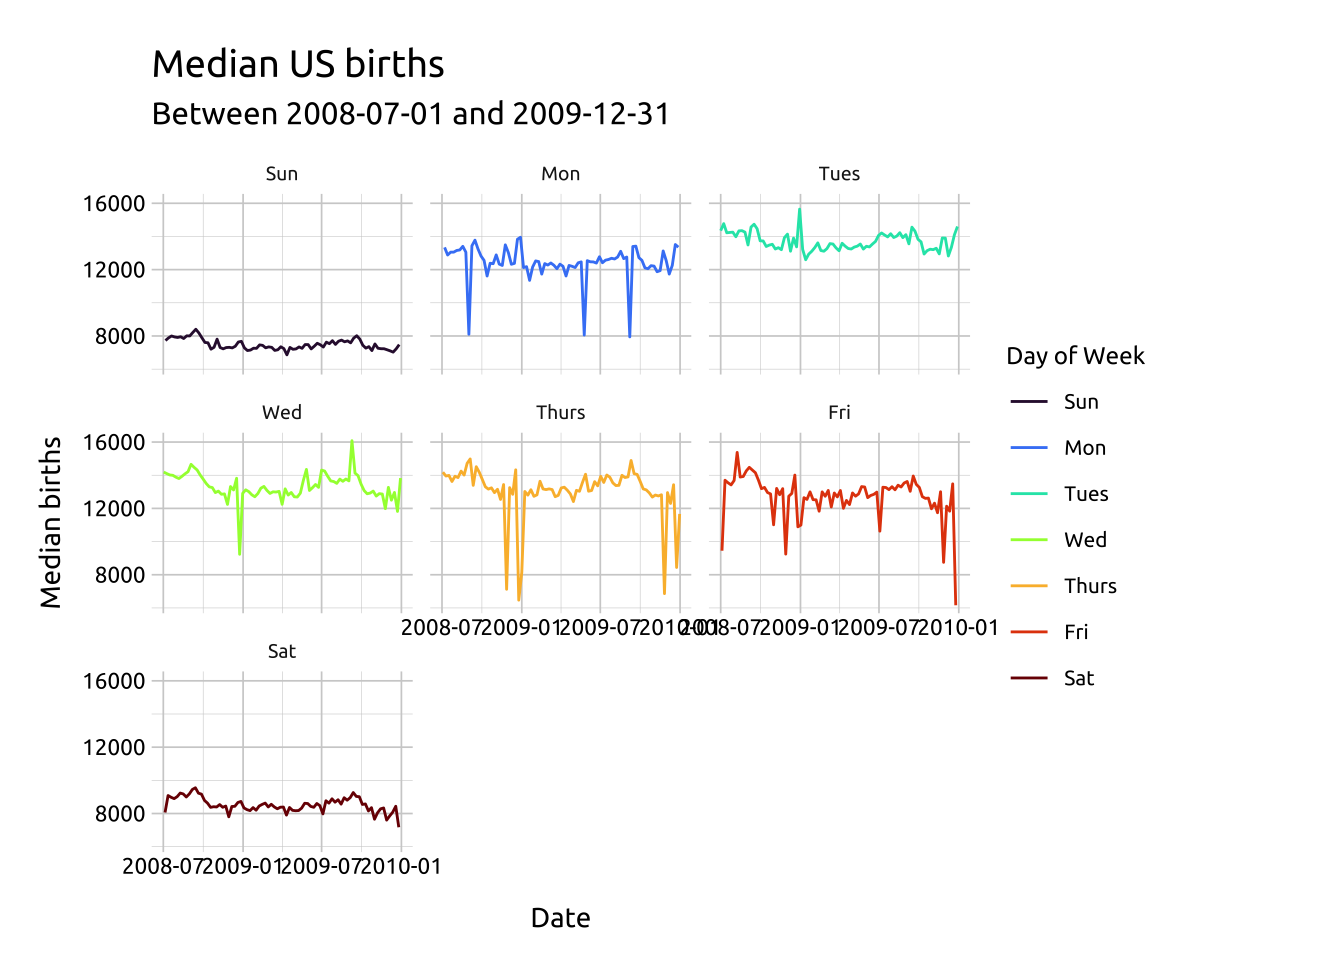 Median US births
Between 2008-07-01 and 2009-12-31
Sun
Mon
Tues
16000
12000
8000
Wed
Thurs
Fri
16000
12000
8000
2008-07 2009-01 2009-07 2010-01 2008-07 2009-01 2009-07 2010-01
Sat
16000
12000
8000
2008-07 2009-01 2009-07 2010-01
Median births
Date
Day of Week
Sun
Mon
Tues
Wed
Thurs
Fri
Sat